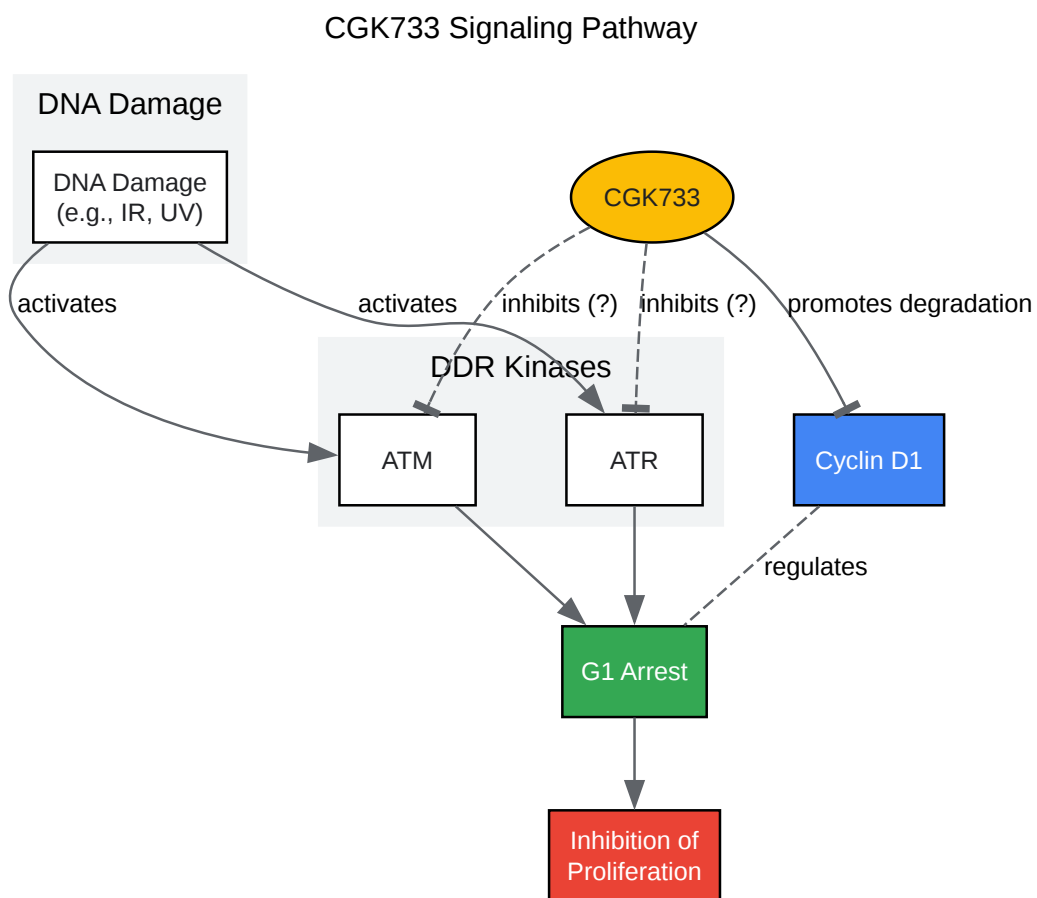 CGK733 Signaling Pathway
DNA Damage
DNA Damage
(e.g., IR, UV)
CGK733
activates
activates
inhibits (?)
inhibits (?)
promotes degradation
DDR Kinases
ATM
ATR
Cyclin D1
regulates
G1 Arrest
Inhibition of
Proliferation